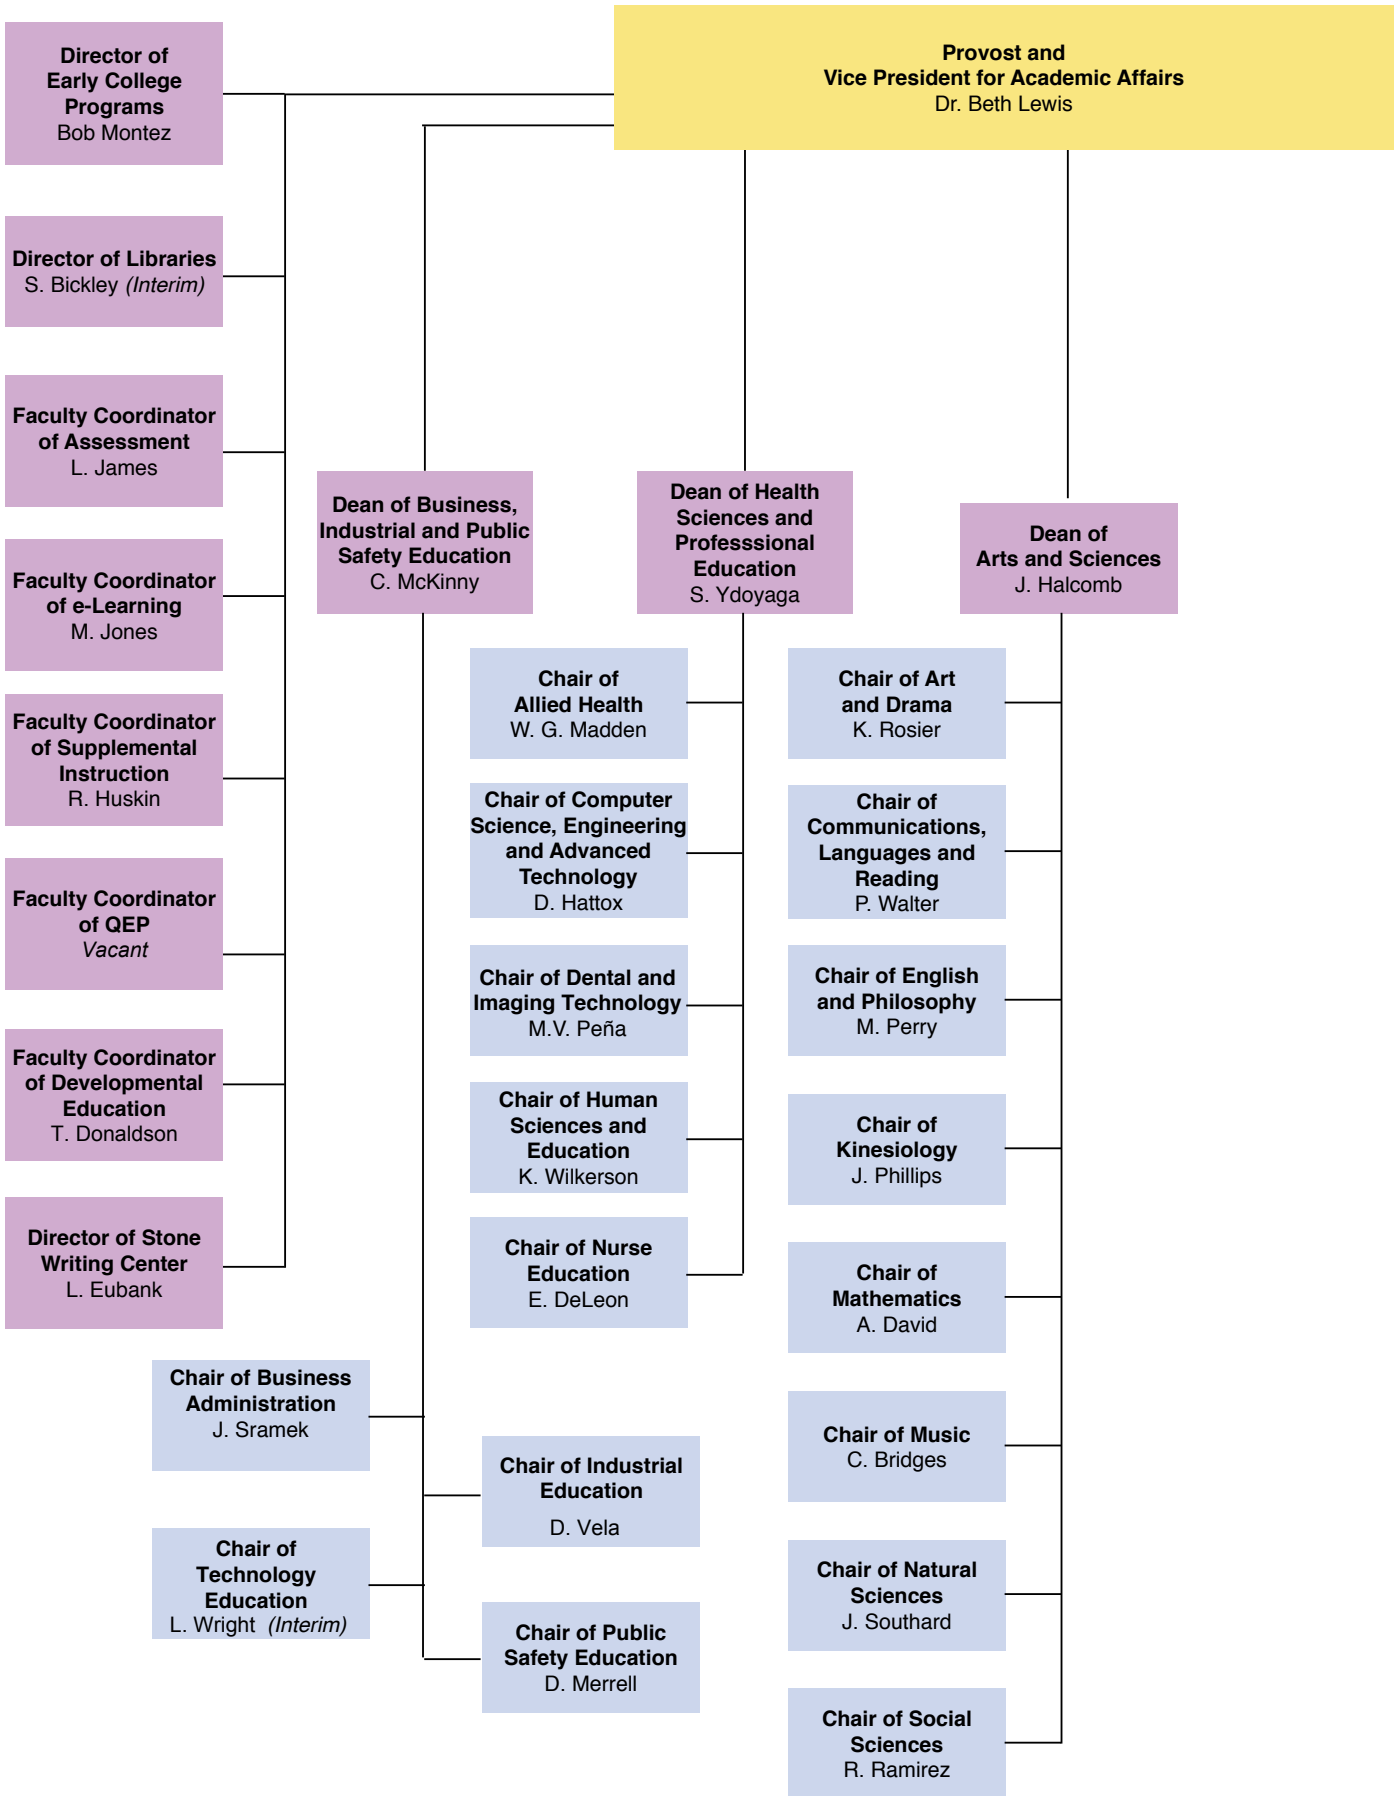 Director of
Early College
Programs
Bob Montez
Provost and
Vice President for Academic Affairs
Dr. Beth Lewis
Director of Libraries
S. Bickley (Interim)
Faculty Coordinator
of Assessment
L. James
Faculty Coordinator
of e-Learning
M. Jones
Faculty Coordinator
of Supplemental
Instruction
R. Huskin
Faculty Coordinator
of QEP
Vacant
Faculty Coordinator
of Developmental
Education
T. Donaldson
Director of Stone
Writing Center
L. Eubank
Dean of Business,
Industrial and Public
Safety Education
C. McKinny
Chair of Business
Administration
J. Sramek
Chair of Industrial
Education
D. Vela
Chair of
Technology
Education
L. Wright (Interim)
Chair of Public
Safety Education
D. Merrell
Dean of Health
Sciences and
Professsional
Education
S. Ydoyaga
Chair of
Allied Health
W. G. Madden
Chair of Computer
Science, Engineering
and Advanced
Technology
D. Hattox
Chair of Dental and
Imaging Technology
M.V. Peña
Chair of Human
Sciences and
Education
K. Wilkerson
Chair of Nurse
Education
E. DeLeon
Dean of
Arts and Sciences
J. Halcomb
Chair of Art
and Drama
K. Rosier
Chair of
Communications,
Languages and
Reading
P. Walter
Chair of English
and Philosophy
M. Perry
Chair of
Kinesiology
J. Phillips
Chair of
Mathematics
A. David
Chair of Music
C. Bridges
Chair of Natural
Sciences
J. Southard
Chair of Social
Sciences
R. Ramirez